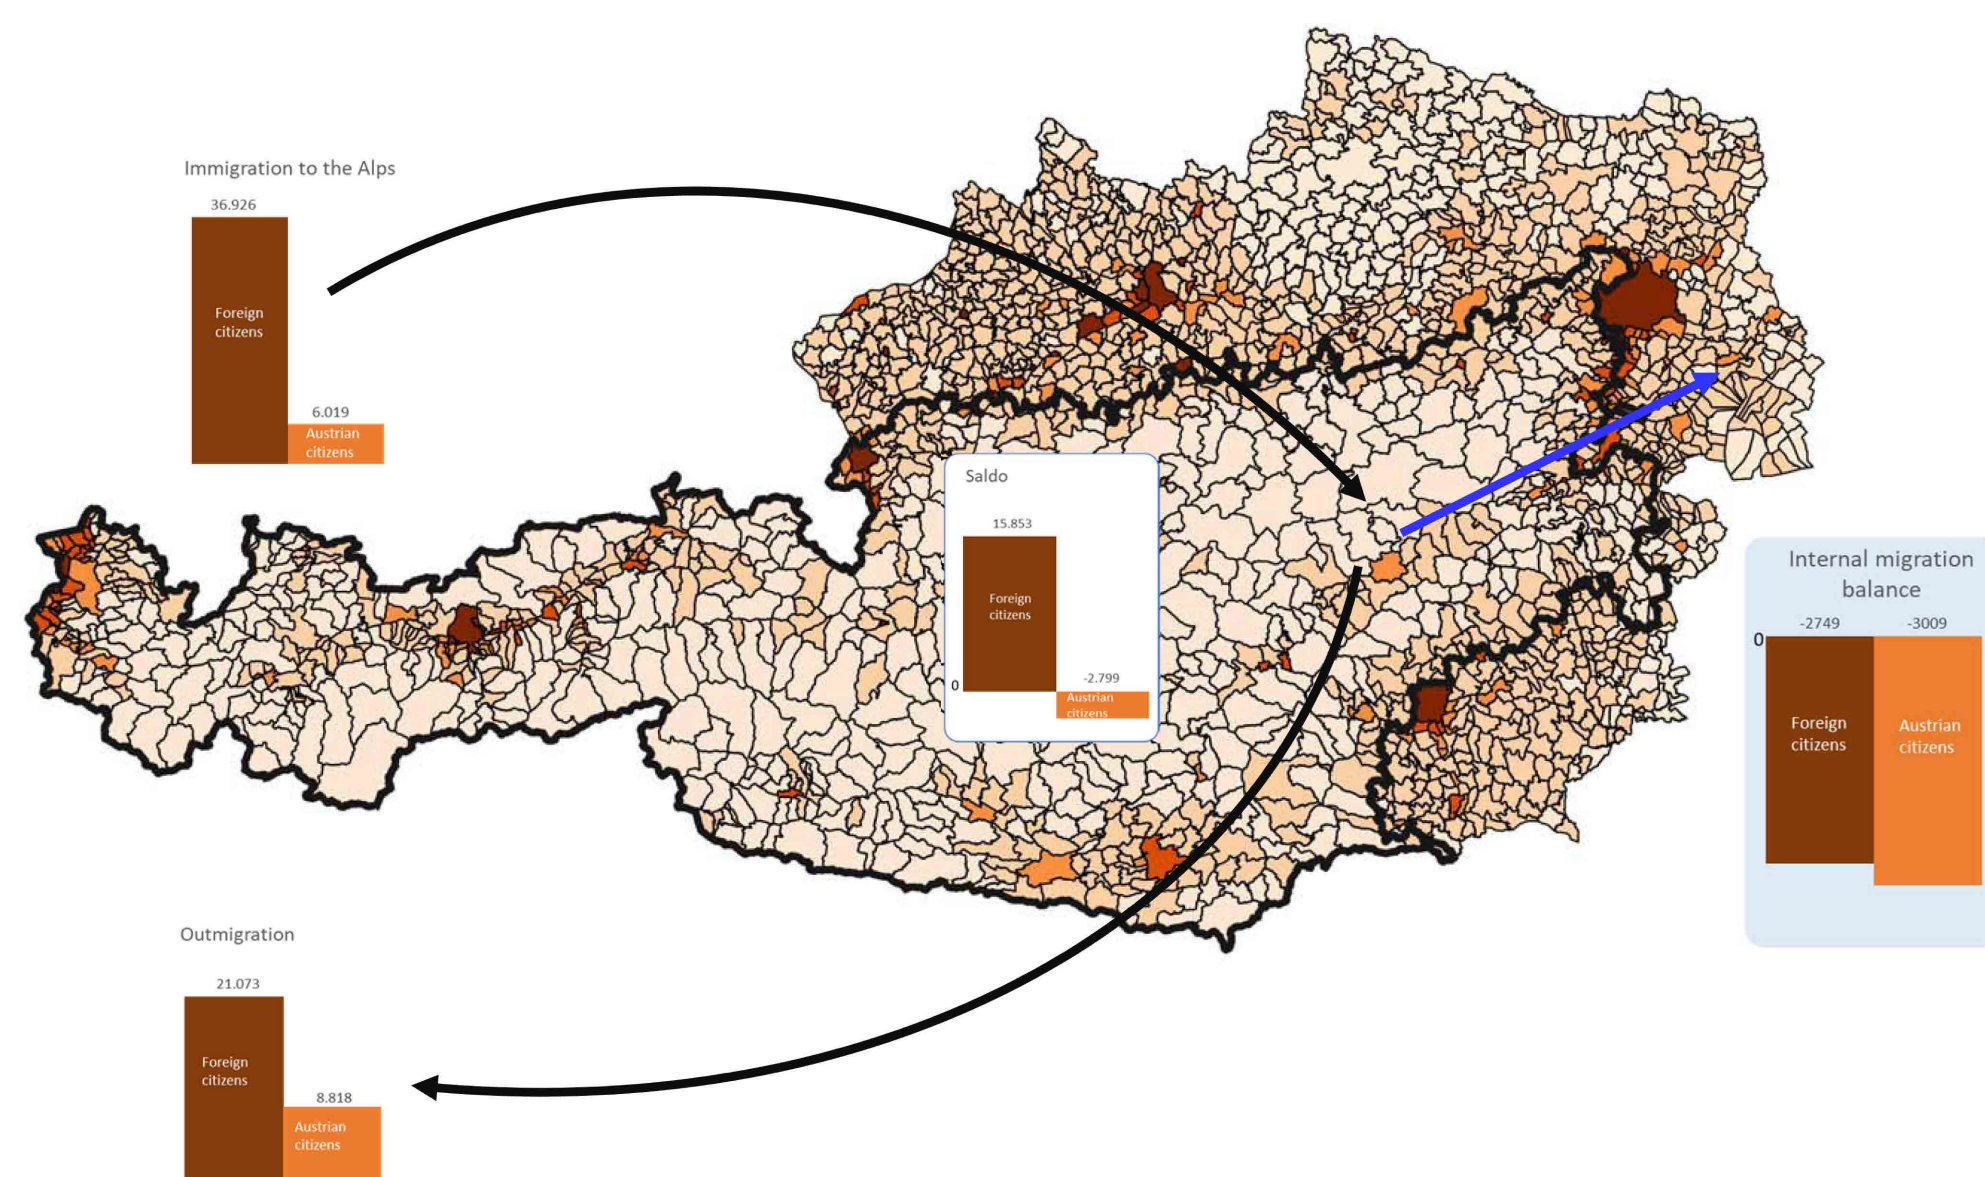 Immigration to the Alps
36.926
Foreign
citizens
6.019
Austrian
citizens
Saldo
15.853
Foreign
citizens
0
-2.799
Austrian
citizens
Internal migration
balance
-2749
-3009
0
Foreign
citizens
Austrian
citizens
Outmigration
21.073
Foreign
citizens
8.818
Austrian
citizens